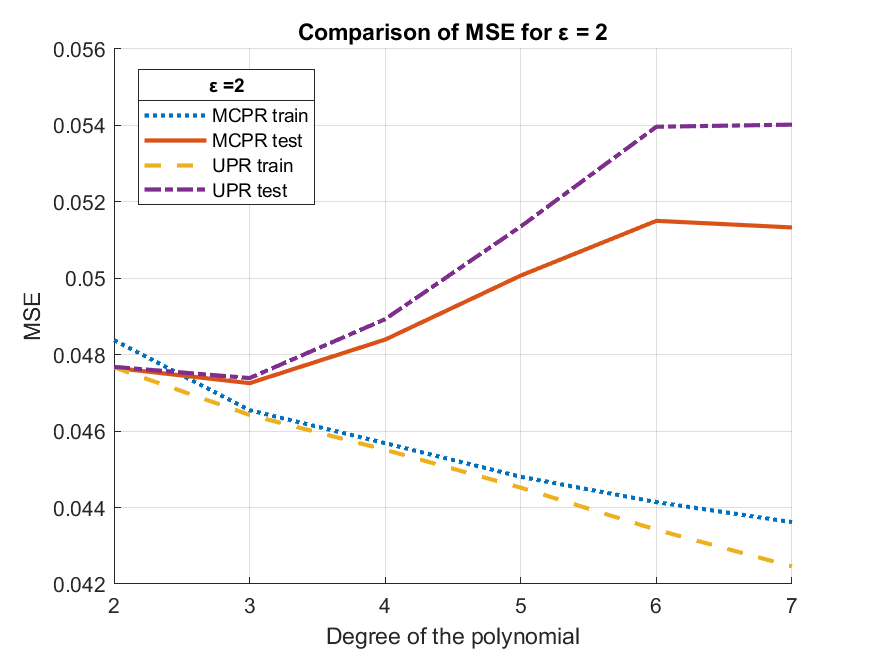 Comparison of MSE for ε = 2
0.056
0.054
0.052
0.05
0.048
0.046
0.044
0.042
MSE
ε =2
MCPR train
MCPR test
UPR train
UPR test
2 3 4 5 6 7
Degree of the polynomial